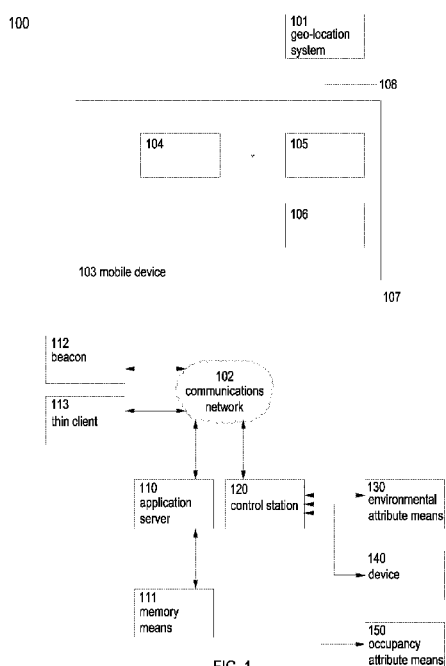 100
101
geo-location
system
108
104
105
106
103 mobile device
107
112
beacon
102
communications
network
113
thin client
110
application
server
120
control station
130
environmental
attribute means
140
device
111
memory
means
150
occupancy
attribute means
FIG. 1